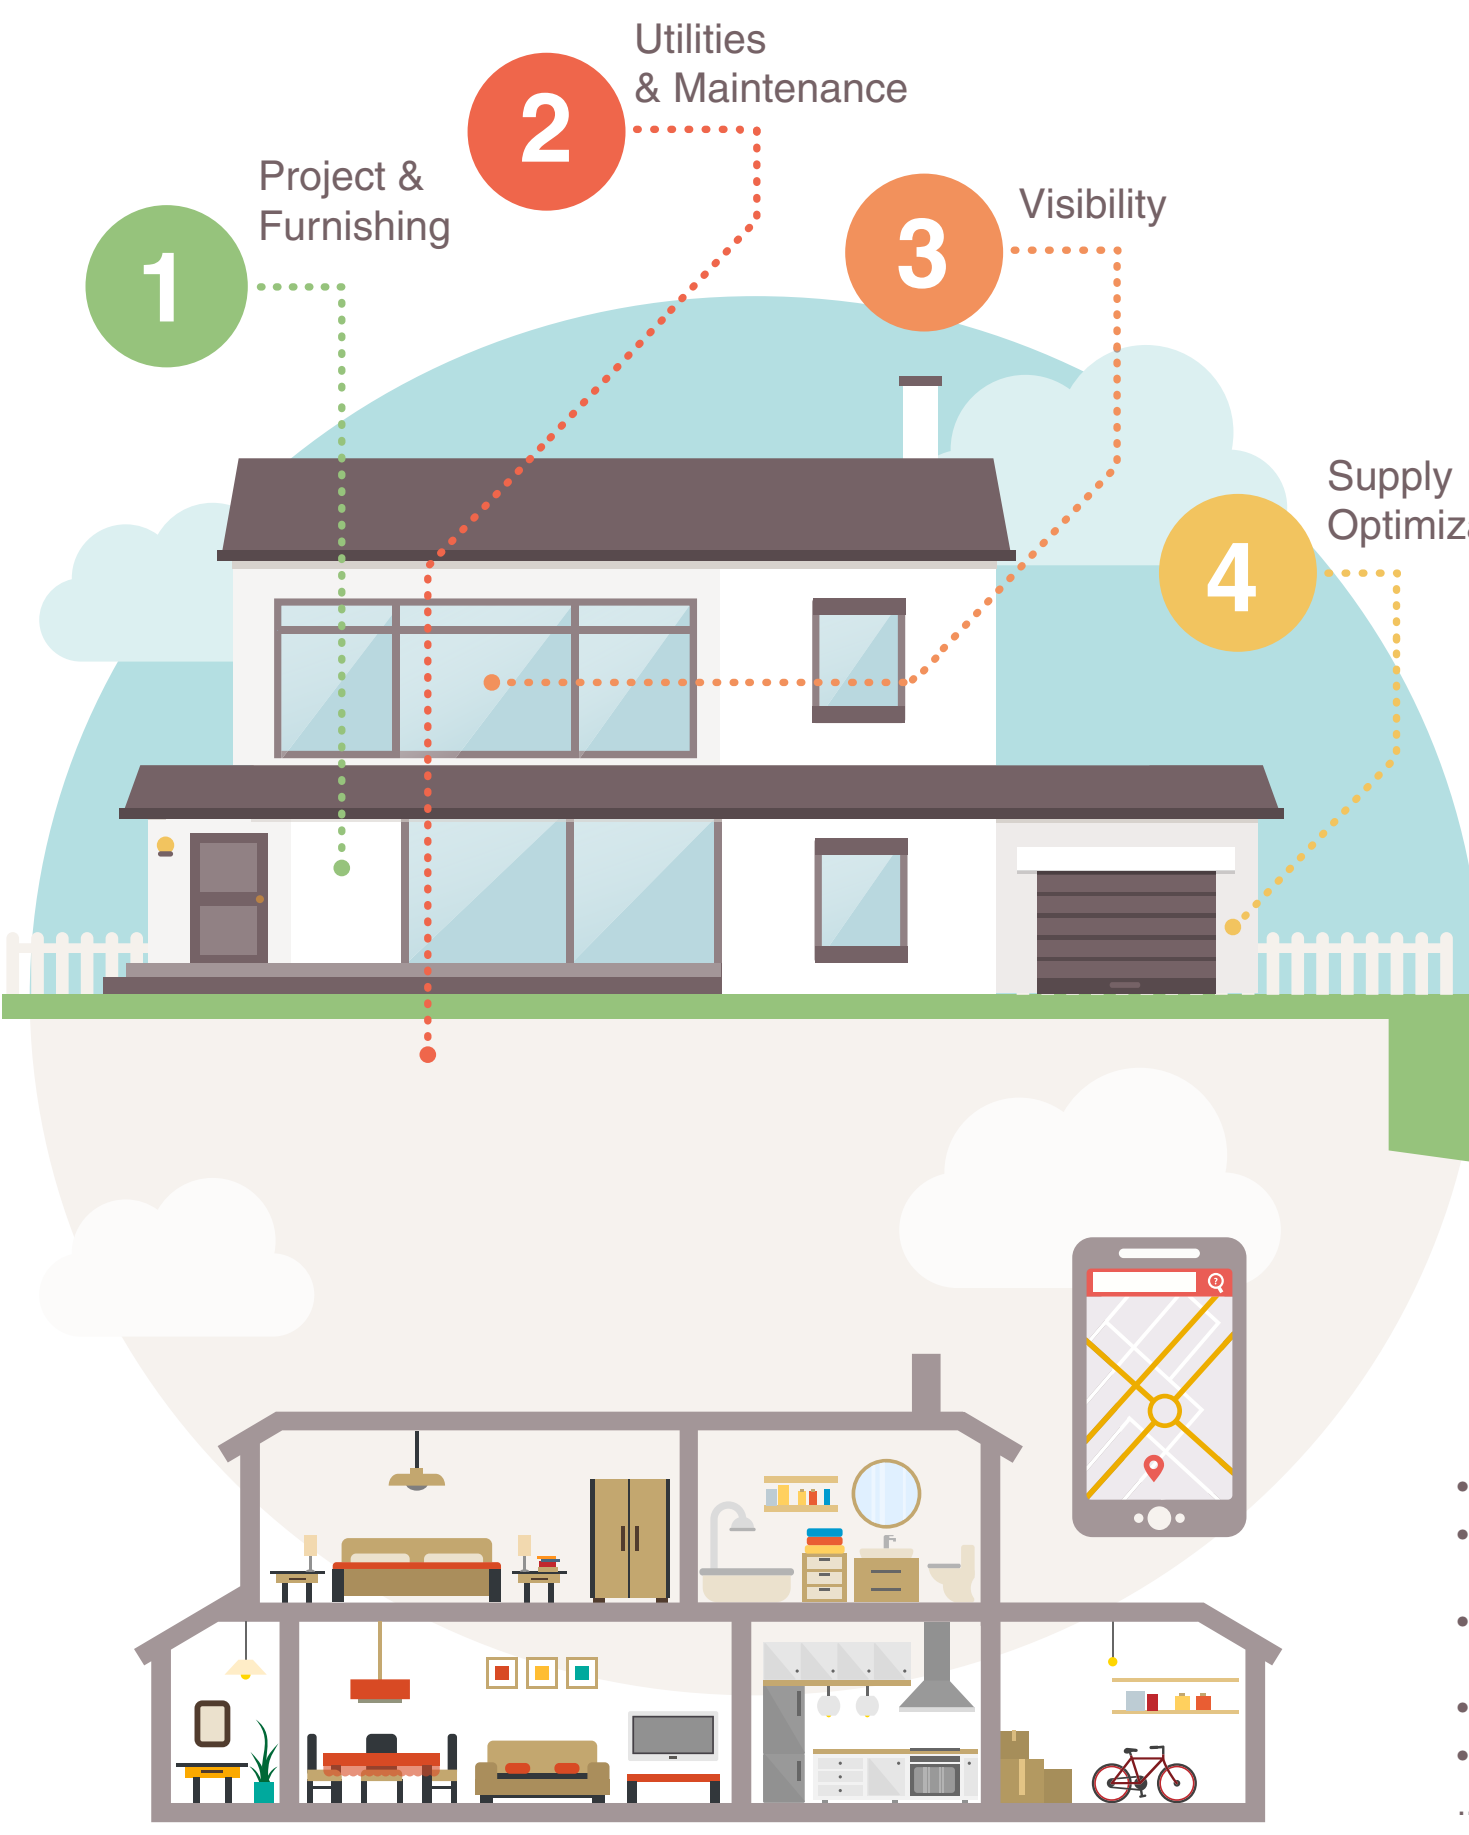 Utilities
& Maintenance
2
Project &
Furnishing
1
Visibility
3
Supply
4
?